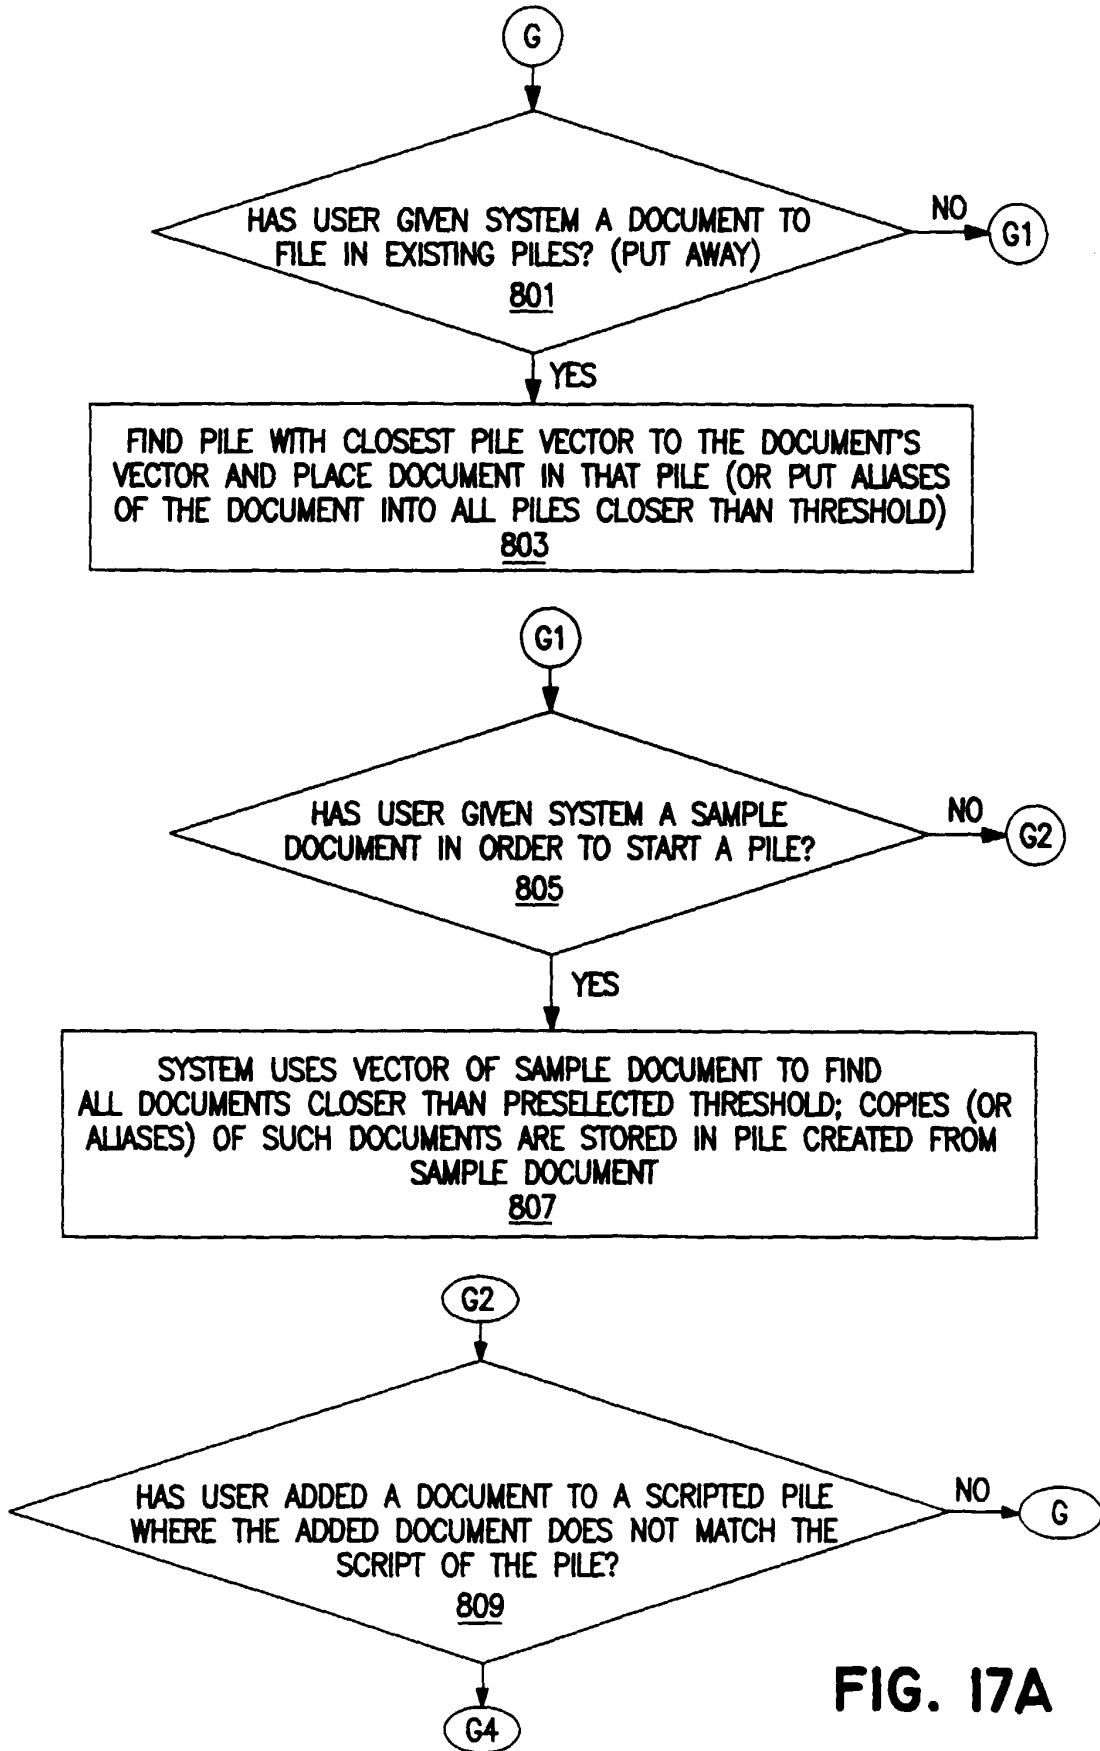 G
HAS USER GIVEN SYSTEM A DOCUMENT TO
FILE IN EXISTING PILES? (PUT AWAY)
801
NO
G1
YES
FIND PILE WITH CLOSEST PILE VECTOR TO THE DOCUMENT'S
VECTOR AND PLACE DOCUMENT IN THAT PILE (OR PUT ALIASES
OF THE DOCUMENT INTO ALL PILES CLOSER THAN THRESHOLD)
803
G1
HAS USER GIVEN SYSTEM A SAMPLE
DOCUMENT IN ORDER TO START A PILE?
805
NO
G2
YES
SYSTEM USES VECTOR OF SAMPLE DOCUMENT TO FIND
ALL DOCUMENTS CLOSER THAN PRESELECTED THRESHOLD; COPIES (OR
ALIASES) OF SUCH DOCUMENTS ARE STORED IN PILE CREATED FROM
SAMPLE DOCUMENT
807
G2
HAS USER ADDED A DOCUMENT TO A SCRIPTED PILE
WHERE THE ADDED DOCUMENT DOES NOT MATCH THE
SCRIPT OF THE PILE?
809
NO
G
G4
FIG. 17A